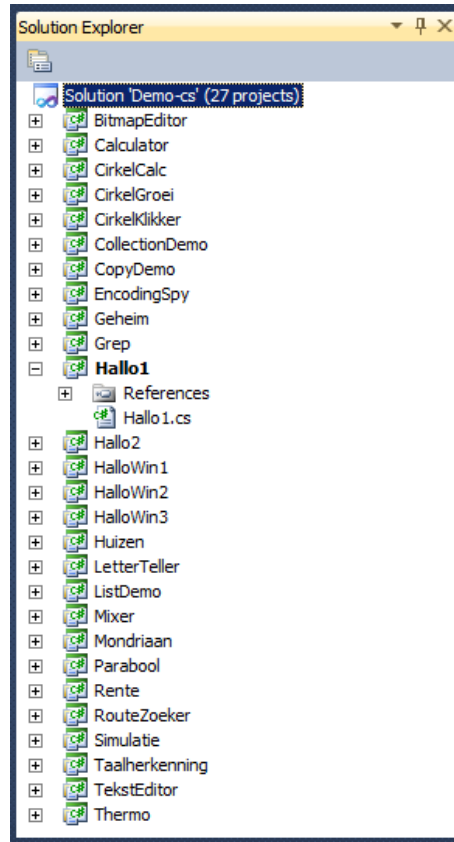 Solution Explorer
Solution 'Demo-cs' (27 projects)
BitmapEditor
Calculator
CirkelCalc
CirkelGroei
CirkelKlikker
CollectionDemo
CopyDemo
EncodingSpy
Geheim
Grep
Hallo1
References
Hallo1.cs
Hallo2
HalloWin1
HalloWin2
HalloWin3
Huizen
LetterTeller
ListDemo
Mixer
Mondriaan
Parabool
Rente
RouteZoeker
Simulatie
Taalherkenning
TekstEditor
Thermo